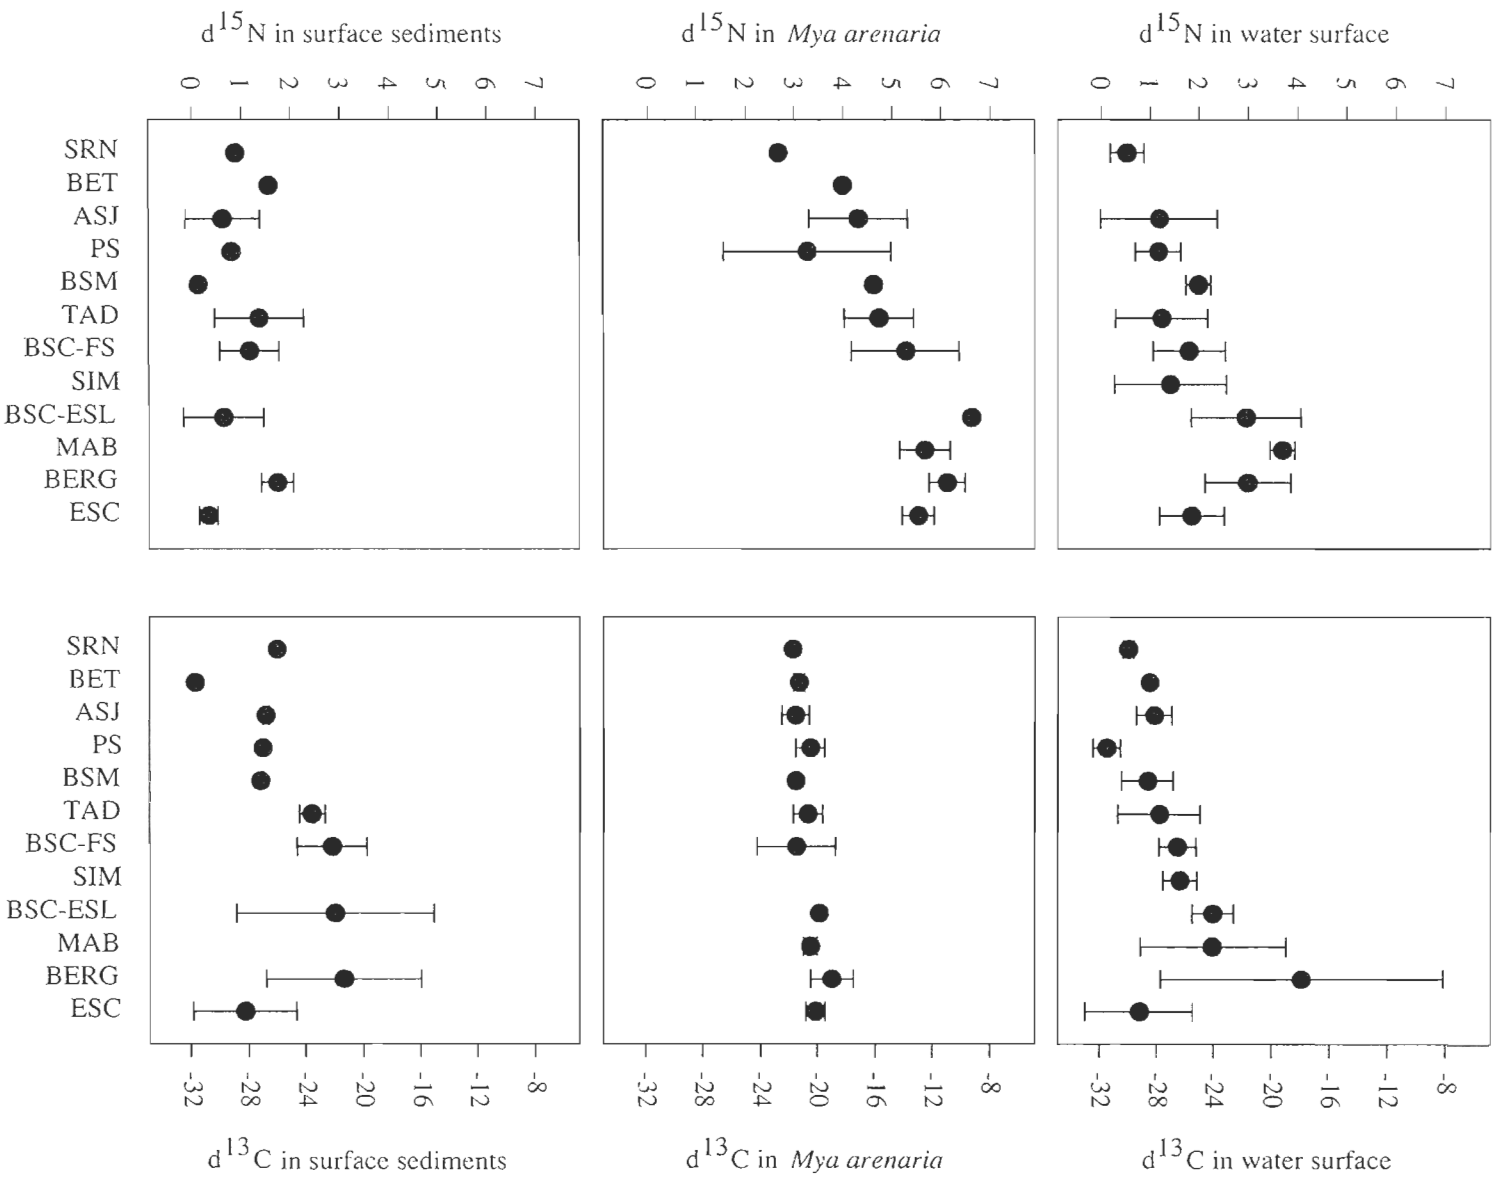 d15N in surface sediments
d15N in Mya arenaria
d15N in water surface
0 1 2 3 4 5 6 7
0 1 2 3 4 5 6 7
0 1 2 3 4 5 6 7
SRN
BET
ASJ
PS
BSM
TAD
BSC-FS
SIM
BSC-ESL
MAB
BERG
ESC
SRN
BET
ASJ
PS
BSM
TAD
BSC-FS
SIM
BSC-ESL
MAB
BERG
ESC
-32 -28 -24 -20 -16 -12 -8
-32 -28 -24 -20 -16 -12 -8
-32 -28 -24 -20 -16 -12 -8
d13C in surface sediments
d13C in Mya arenaria
d13C in water surface